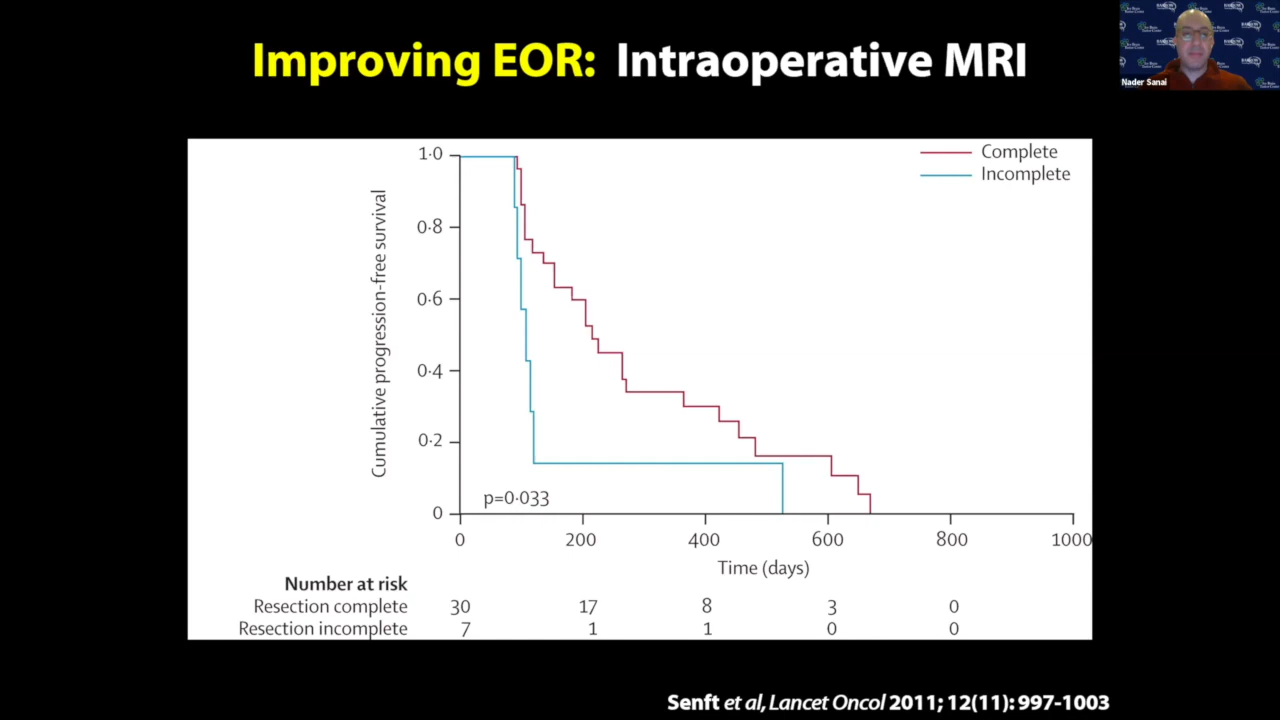 Improving EOR: Intraoperative MRI
Nader Sanai
Complete
Incomplete
Cumulative progression-free survival
1·0
0·8
0·6
0·4
0·2
0
p=0·033
0 200 400 600 800 1000
Time (days)
Number at risk
Resection complete 30 17 8 3 0
Resection incomplete 7 1 1 0 0
Senft et al, Lancet Oncol 2011; 12(11): 997-1003